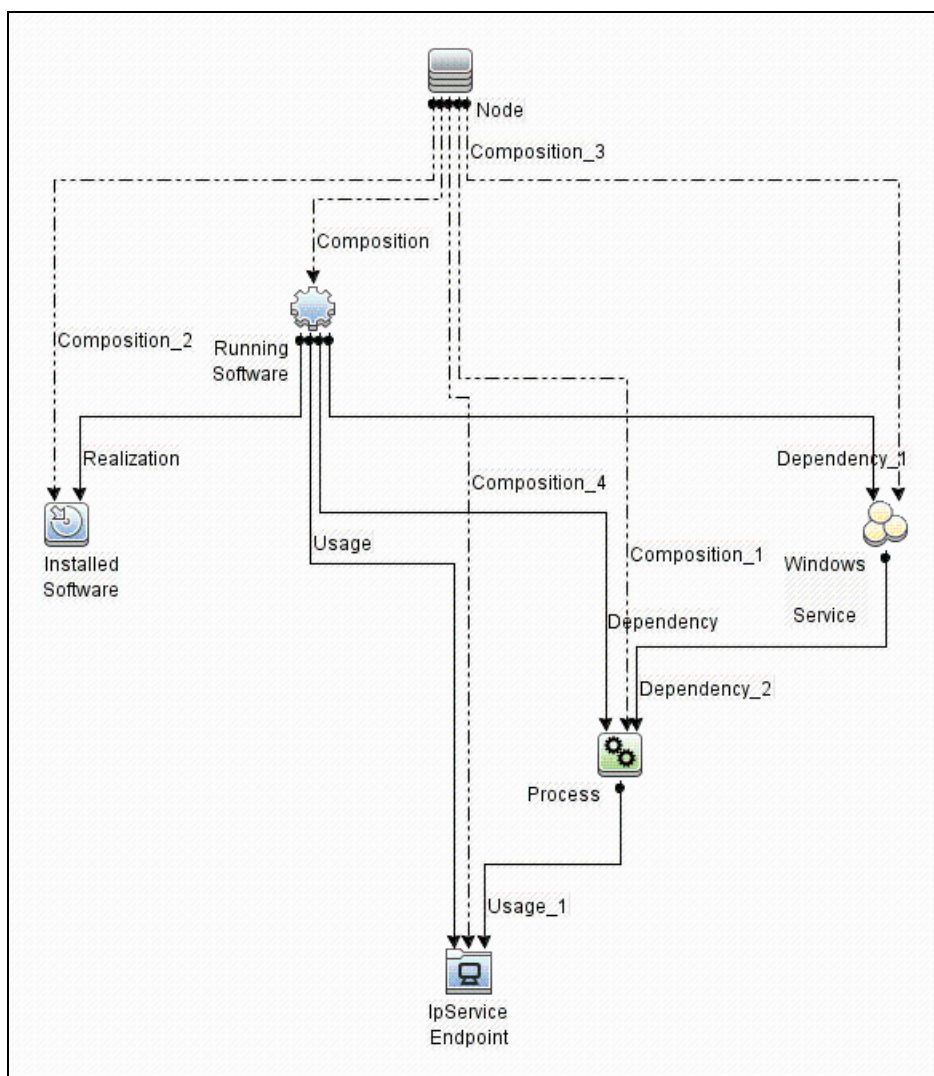 Node
Composition_3
Composition
Composition_2
Running
Software
Realization
Dependency_1
Composition_4
Usage
Installed
Software
Composition_1
Windows
Service
Dependency
Dependency_2
Process
Usage_1
IpService
Endpoint